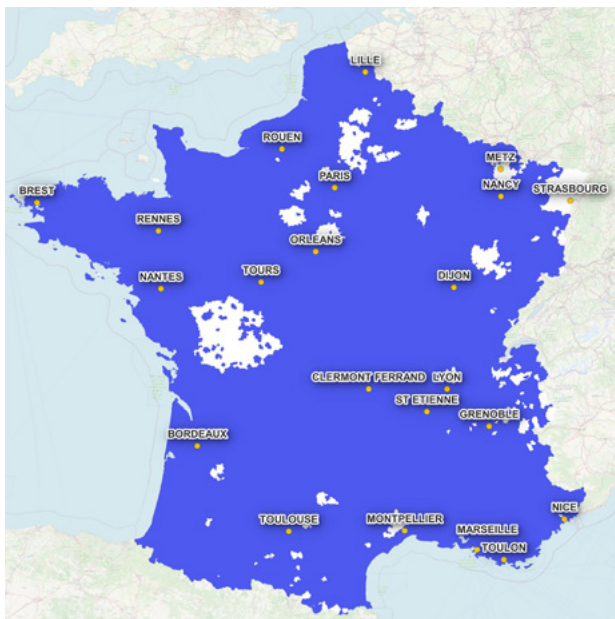 LILLE
ROUEN
METZ
PARIS
NANCY
STRASBOURG
BREST
RENNES
ORLEANS
TOURS
NANTES
DIJON
CLERMONT FERRAND
LYON
ST ETIENNE
GRENOBLE
BORDEAUX
NICE
TOULOUSE
MONTPELLIER
MARSEILLE
TOULON